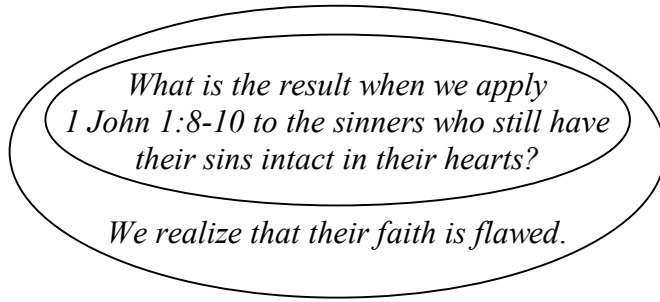 What is the result when we apply
1 John 1:8-10 to the sinners who still have
their sins intact in their hearts?
We realize that their faith is flawed.